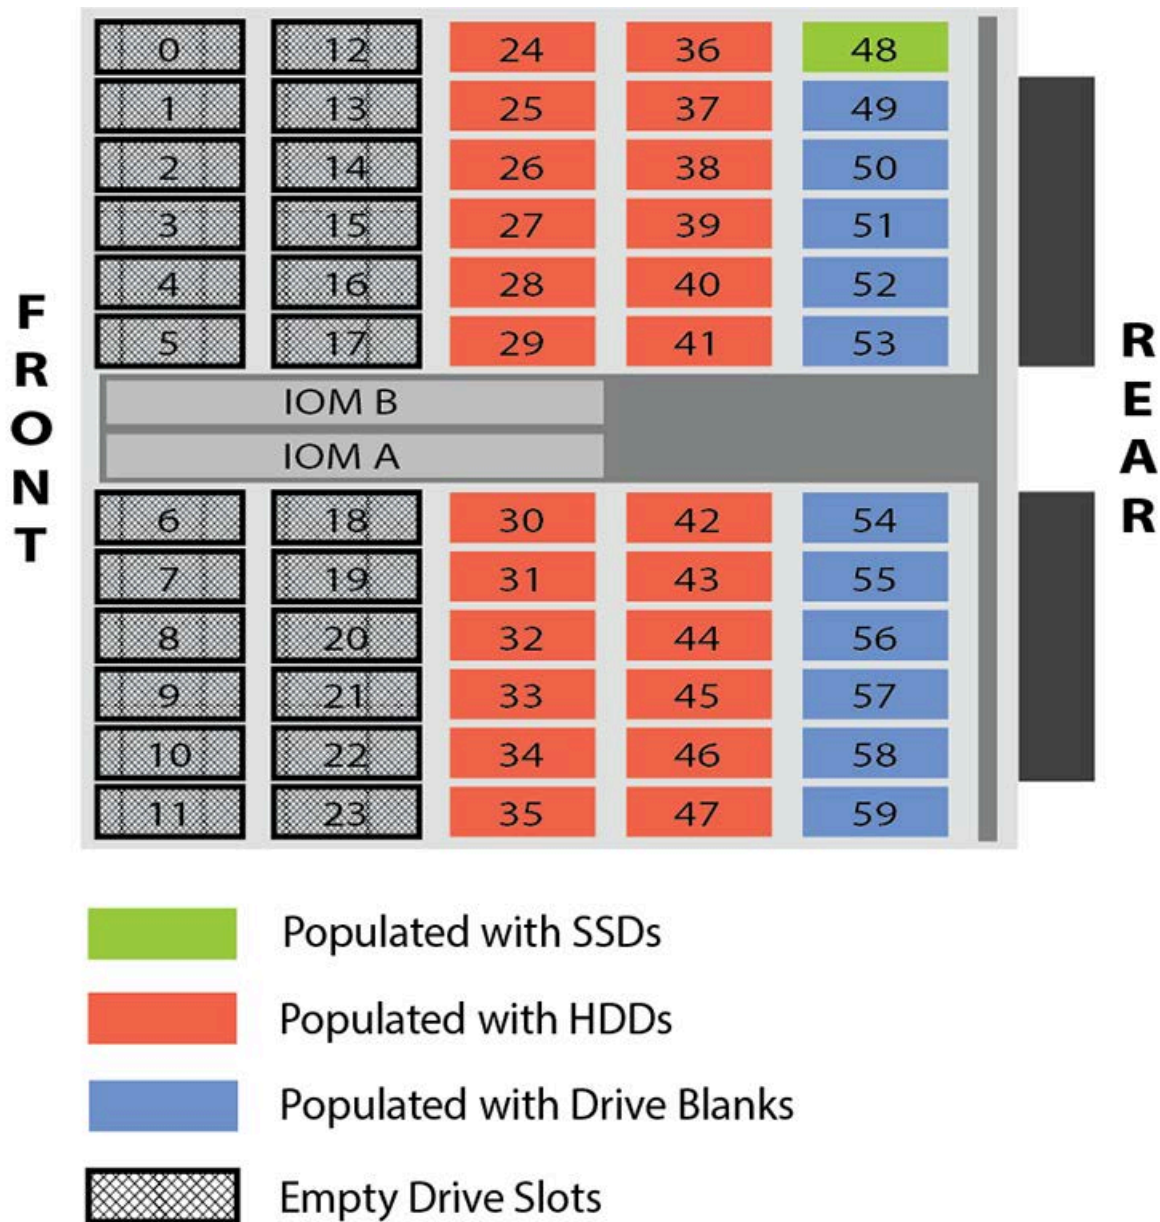 0 12 24 36 48
1 13 25 37 49
2 14 26 38 50
3 15 27 39 51
4 16 28 40 52
5 17 29 41 53
FRONT
IOM B
IOM A
REAR
6 18 30 42 54
7 19 31 43 55
8 20 32 44 56
9 21 33 45 57
10 22 34 46 58
11 23 35 47 59
Populated with SSDs
Populated with HDDs
Populated with Drive Blanks
Empty Drive Slots